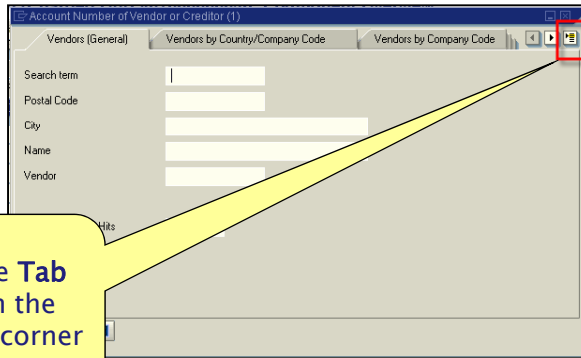 Account Number of Vendor or Creditor (1)
Vendors (General) Vendors by Country/Company Code Vendors by Company Code
Search term
Postal Code
City
Name
Vendor
Hits
Tab
the
corner